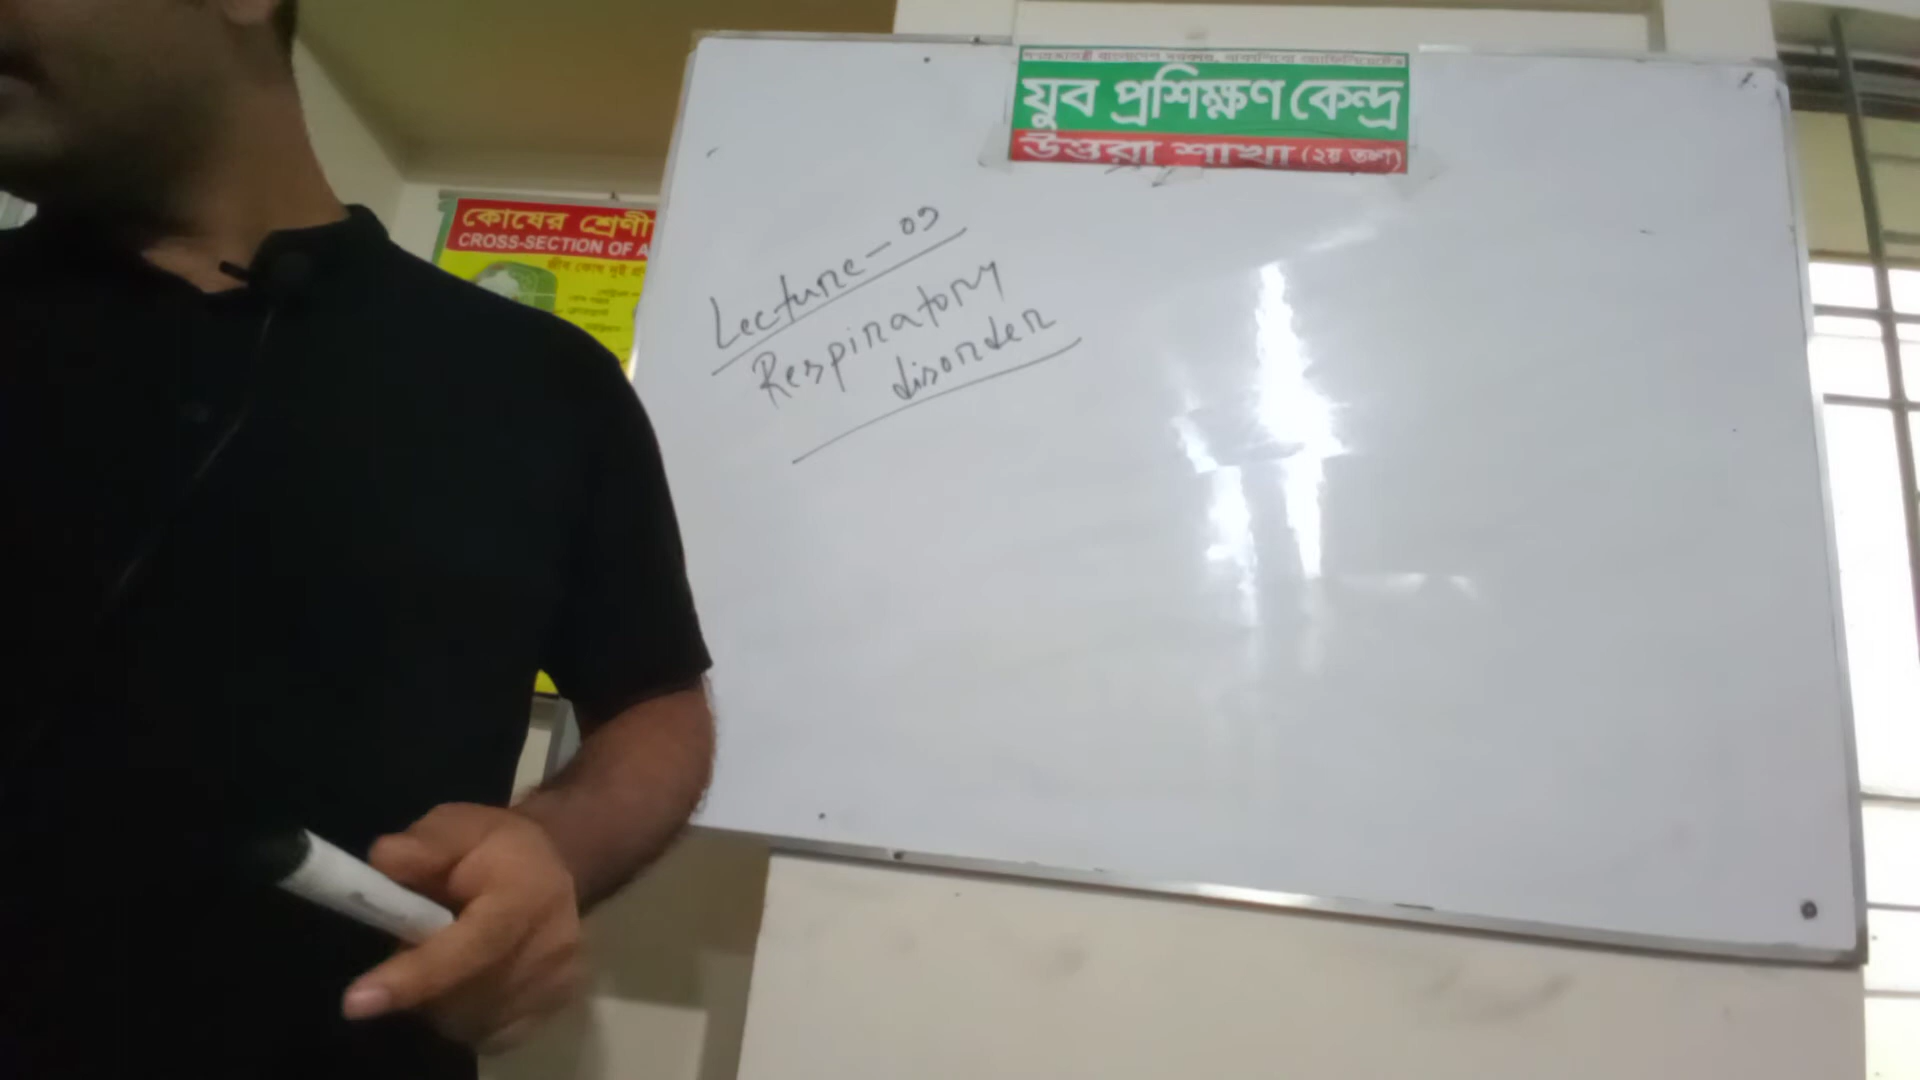 যুব প্রশিক্ষণ কেন্দ্র
উত্তরা শাখা (২য় তলা)
কোষের শ্রেণী
CROSS-SECTION OF A
Lecture-03
Respiratory
disorder